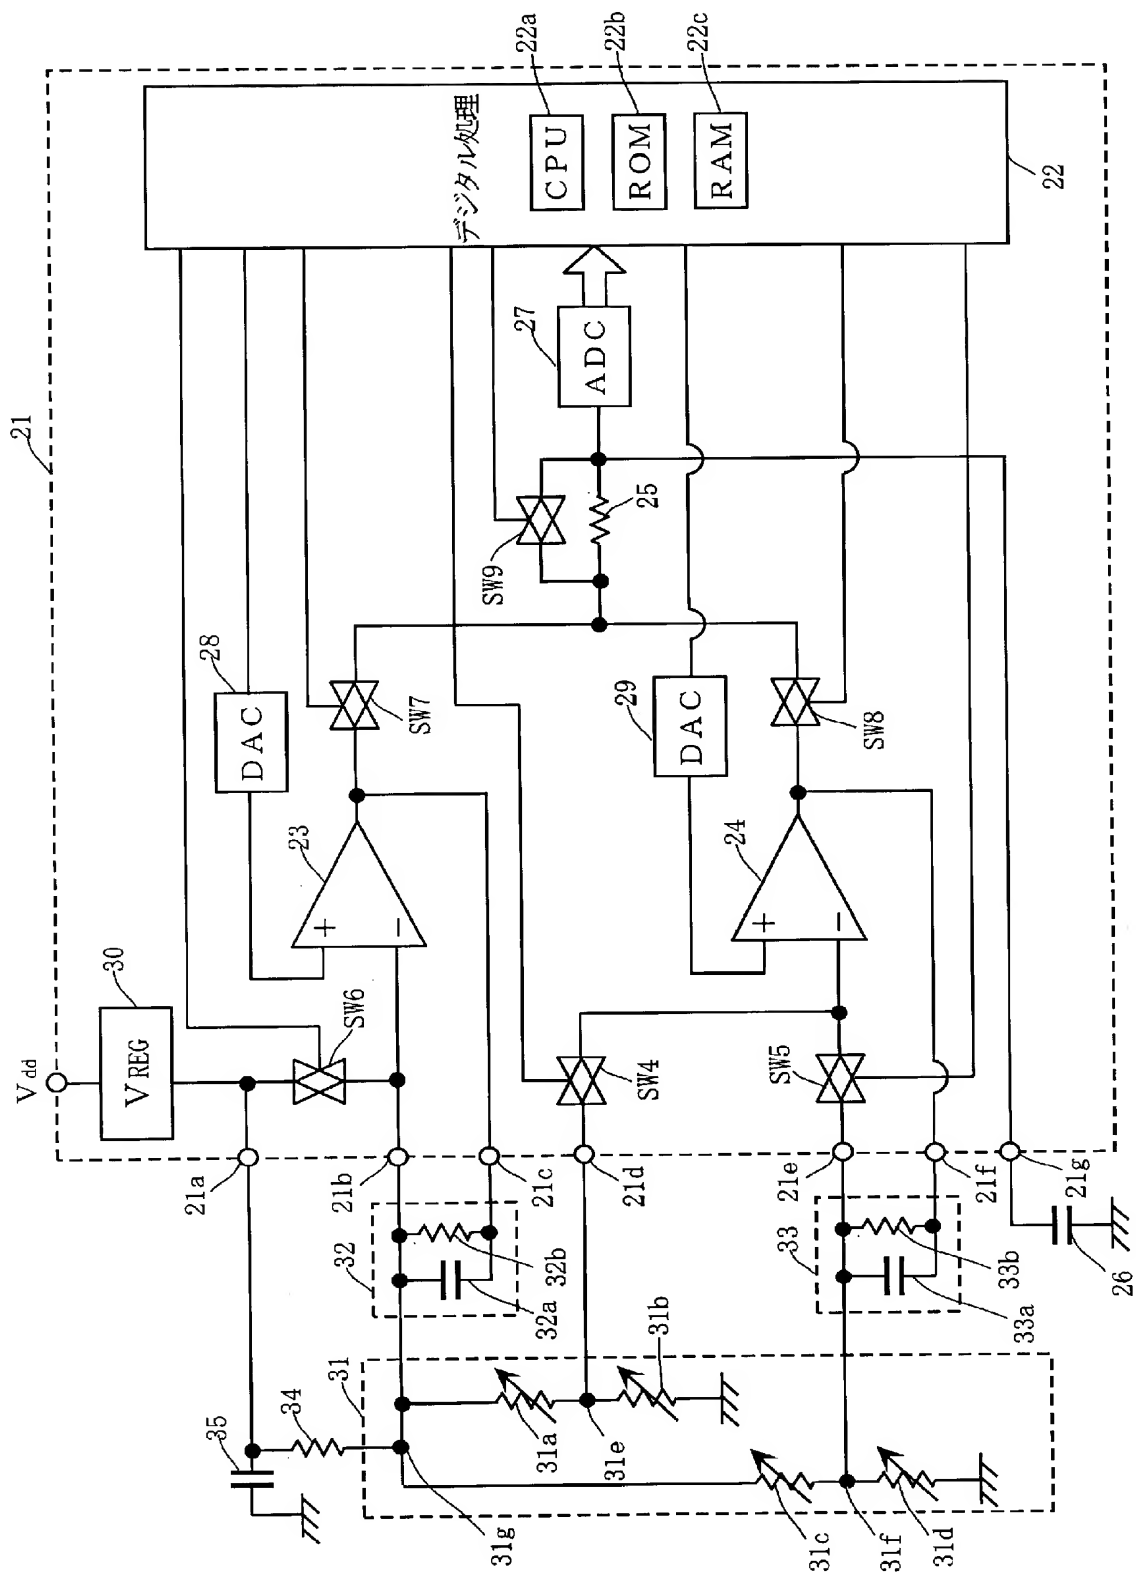 21
Vdd
30
VREG
SW6
28
DAC
23
+
−
SW7
22a
22b
22c
デジタル処理
CPU
ROM
RAM
22
27
ADC
SW9
25
SW4
29
DAC
24
+
−
SW8
SW5
21a
21b
21c
21d
21e
21f
21g
35
34
32
32b
32a
31
31a
31b
31e
31g
31c
31f
31d
33
33b
33a
26